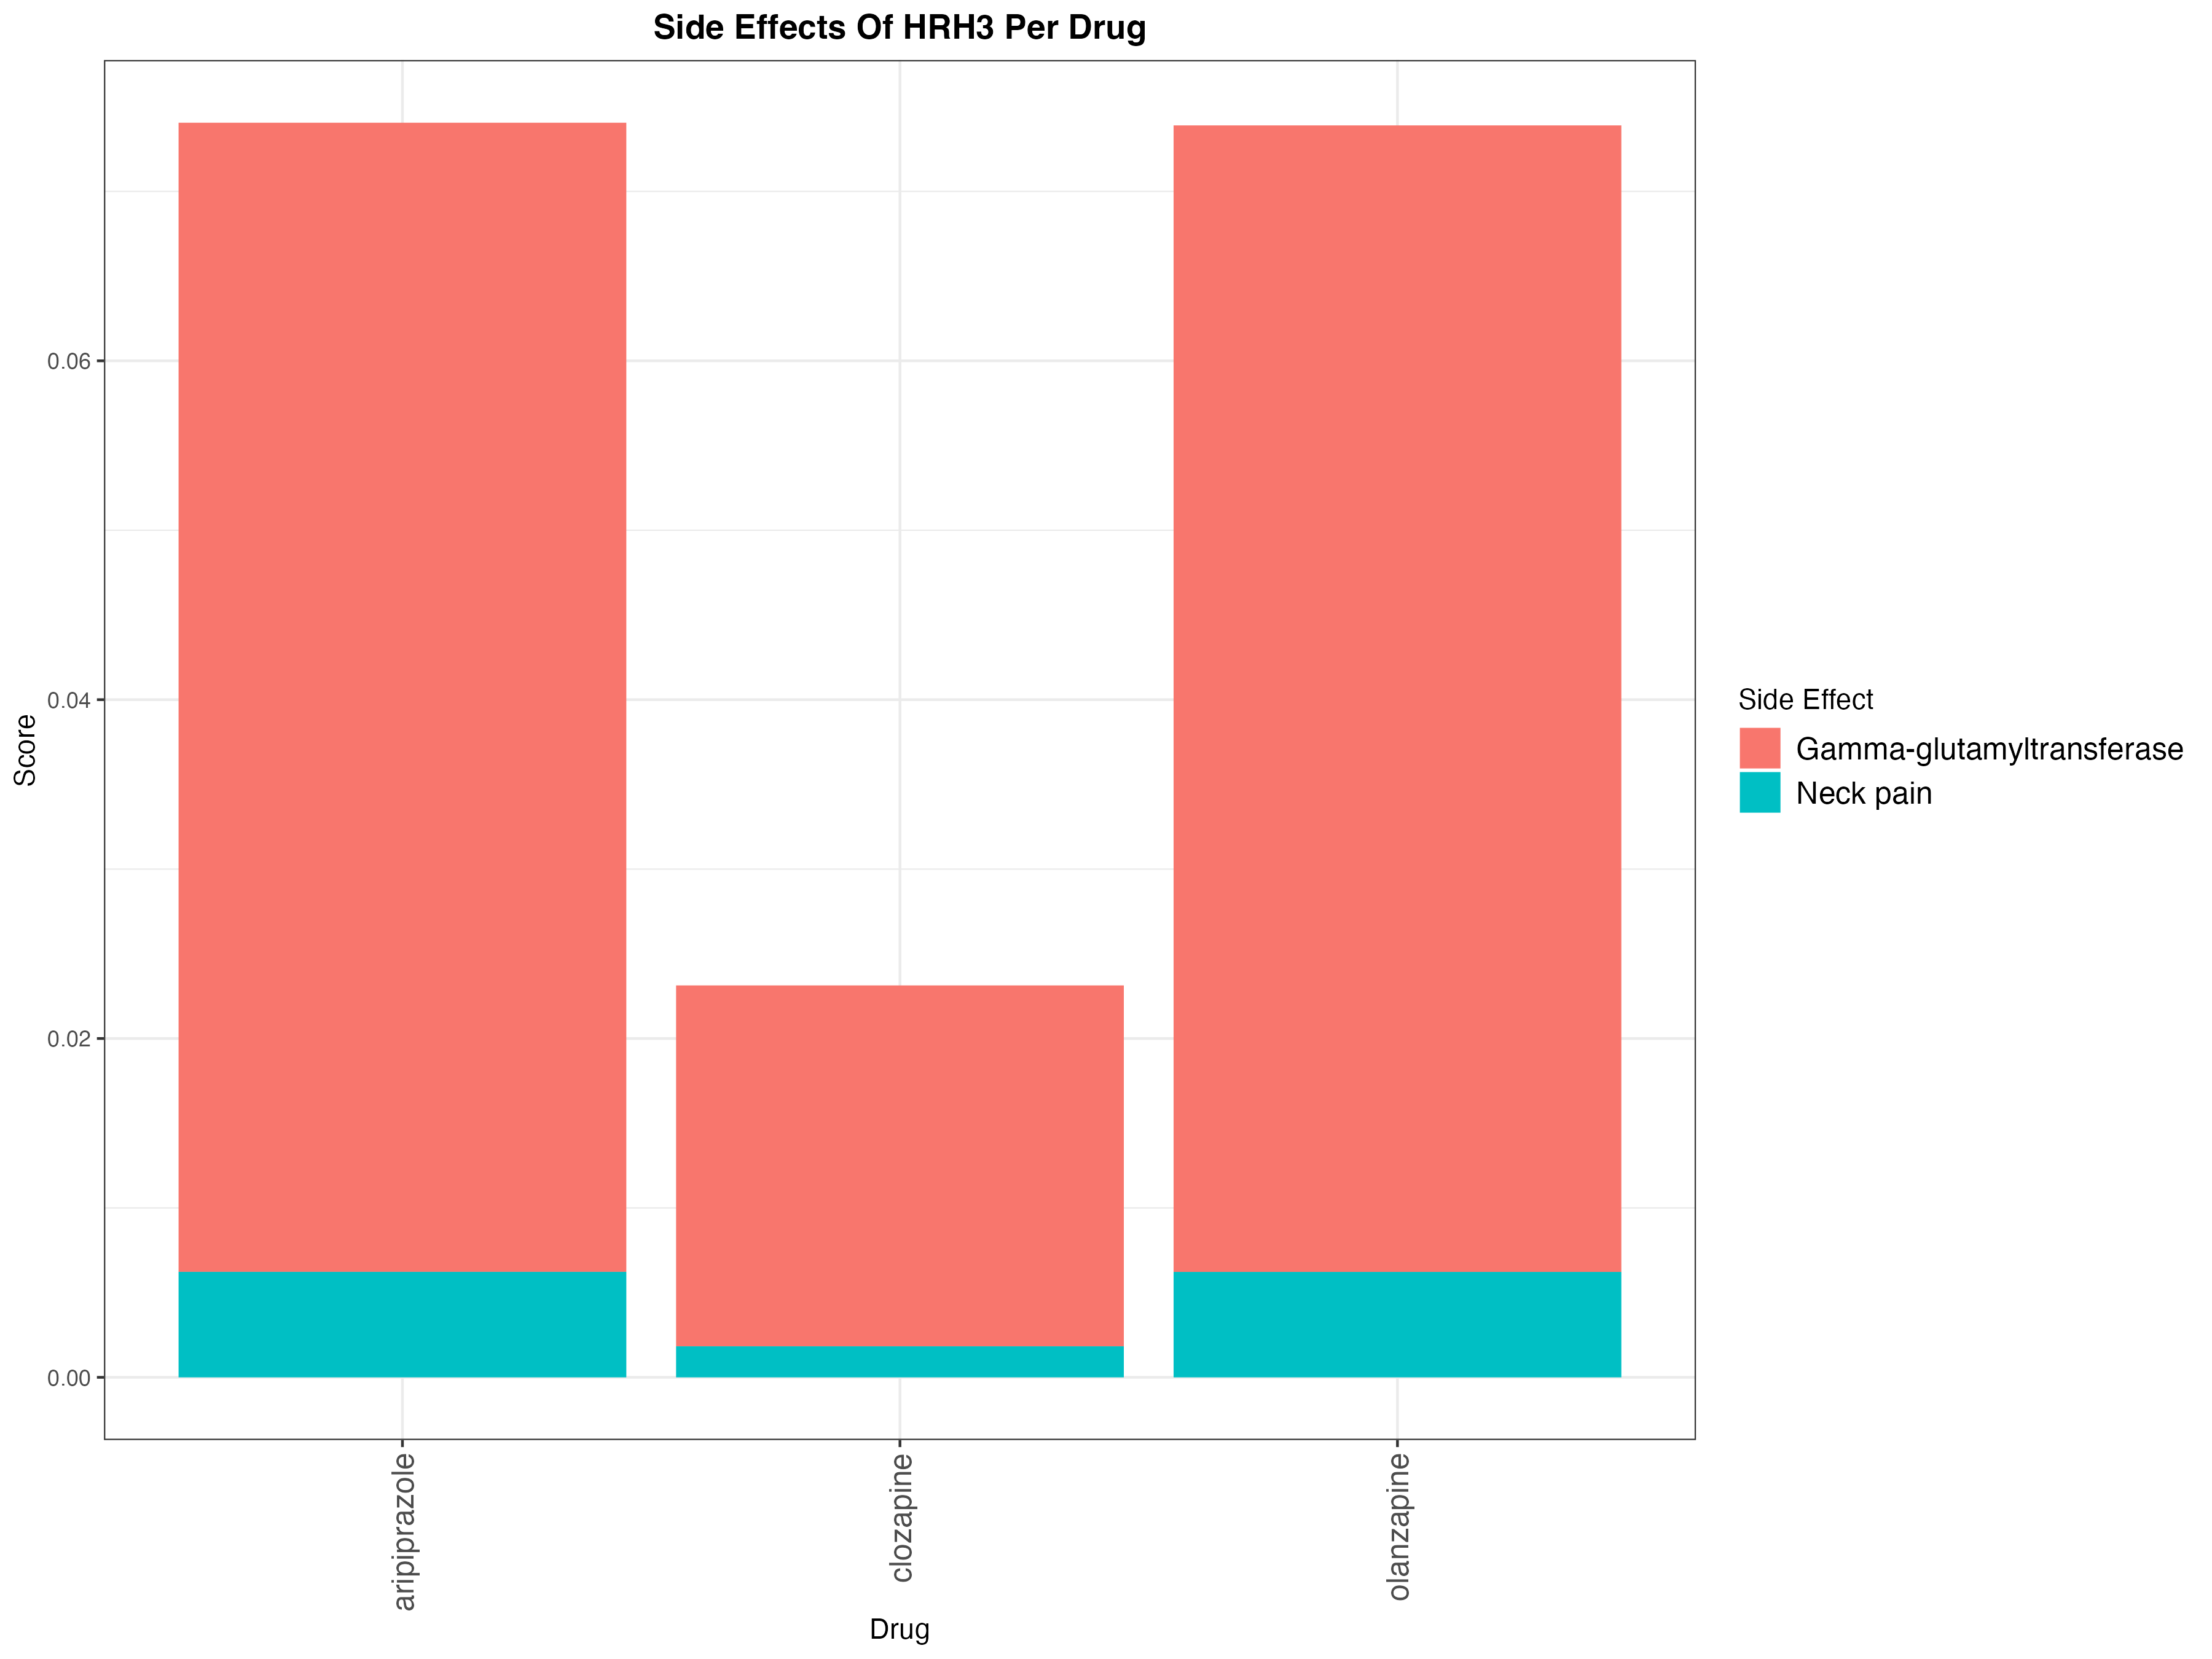 Side Effects Of HRH3 Per Drug
Score
0.06
0.04
0.02
0.00
aripiprazole
clozapine
olanzapine
Drug
Side Effect
Gamma-glutamyltransferase
Neck pain